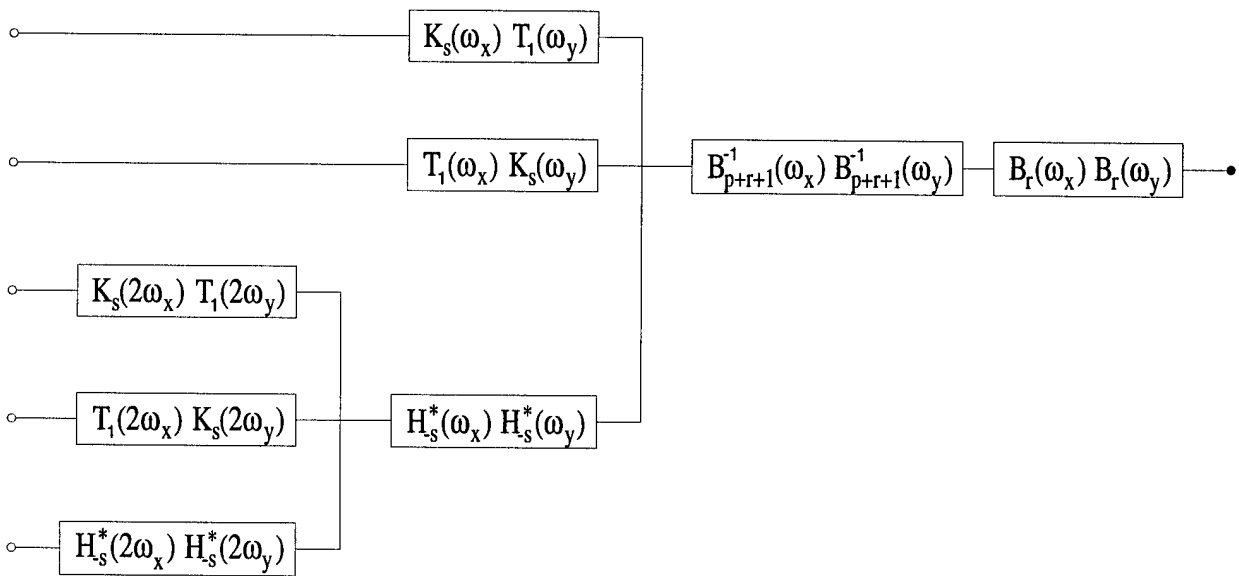 K_s(ω_x) T_1(ω_y)
T_1(ω_x) K_s(ω_y)
B^{-1}_{p+r+1}(ω_x) B^{-1}_{p+r+1}(ω_y)
B_r(ω_x) B_r(ω_y)
K_s(2ω_x) T_1(2ω_y)
T_1(2ω_x) K_s(2ω_y)
H^*_{-s}(ω_x) H^*_{-s}(ω_y)
H^*_{-s}(2ω_x) H^*_{-s}(2ω_y)